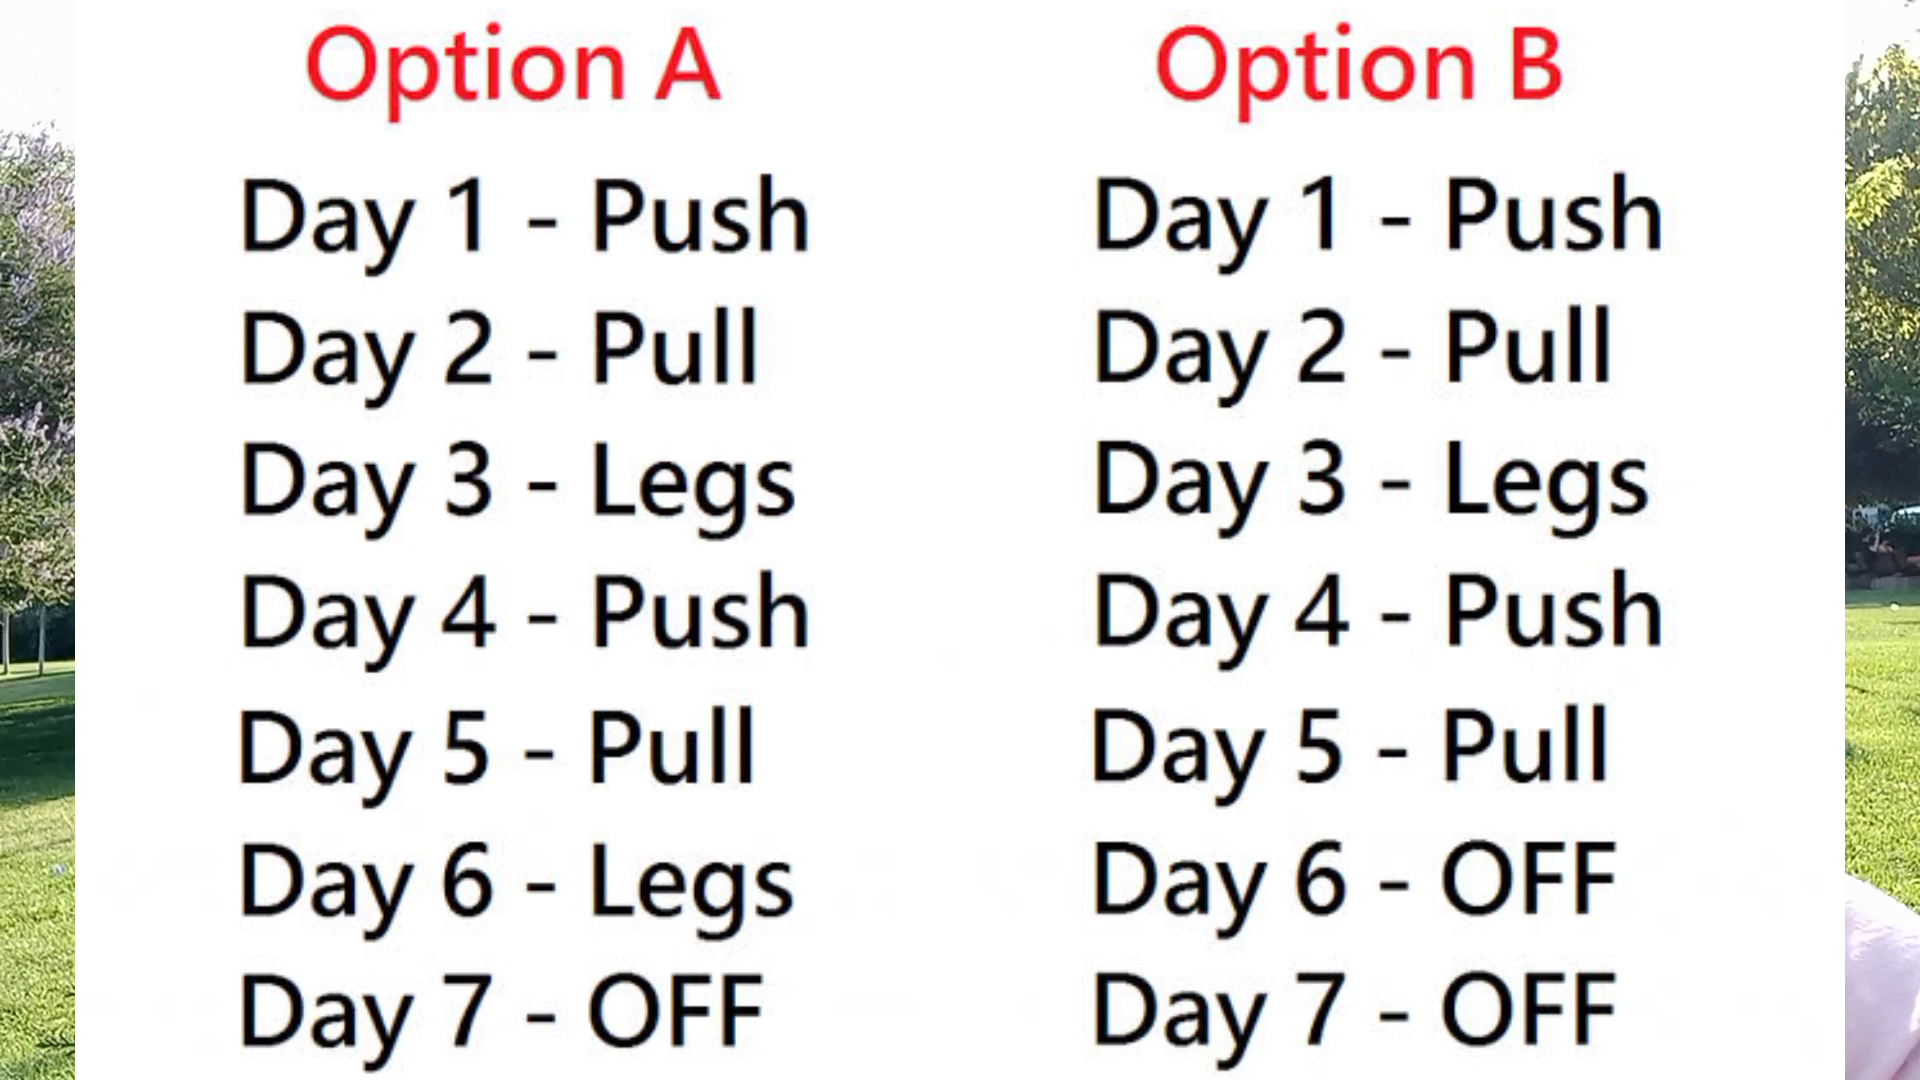 Option A
Day 1 - Push
Day 2 - Pull
Day 3 - Legs
Day 4 - Push
Day 5 - Pull
Day 6 - Legs
Day 7 - OFF
Option B
Day 1 - Push
Day 2 - Pull
Day 3 - Legs
Day 4 - Push
Day 5 - Pull
Day 6 - OFF
Day 7 - OFF